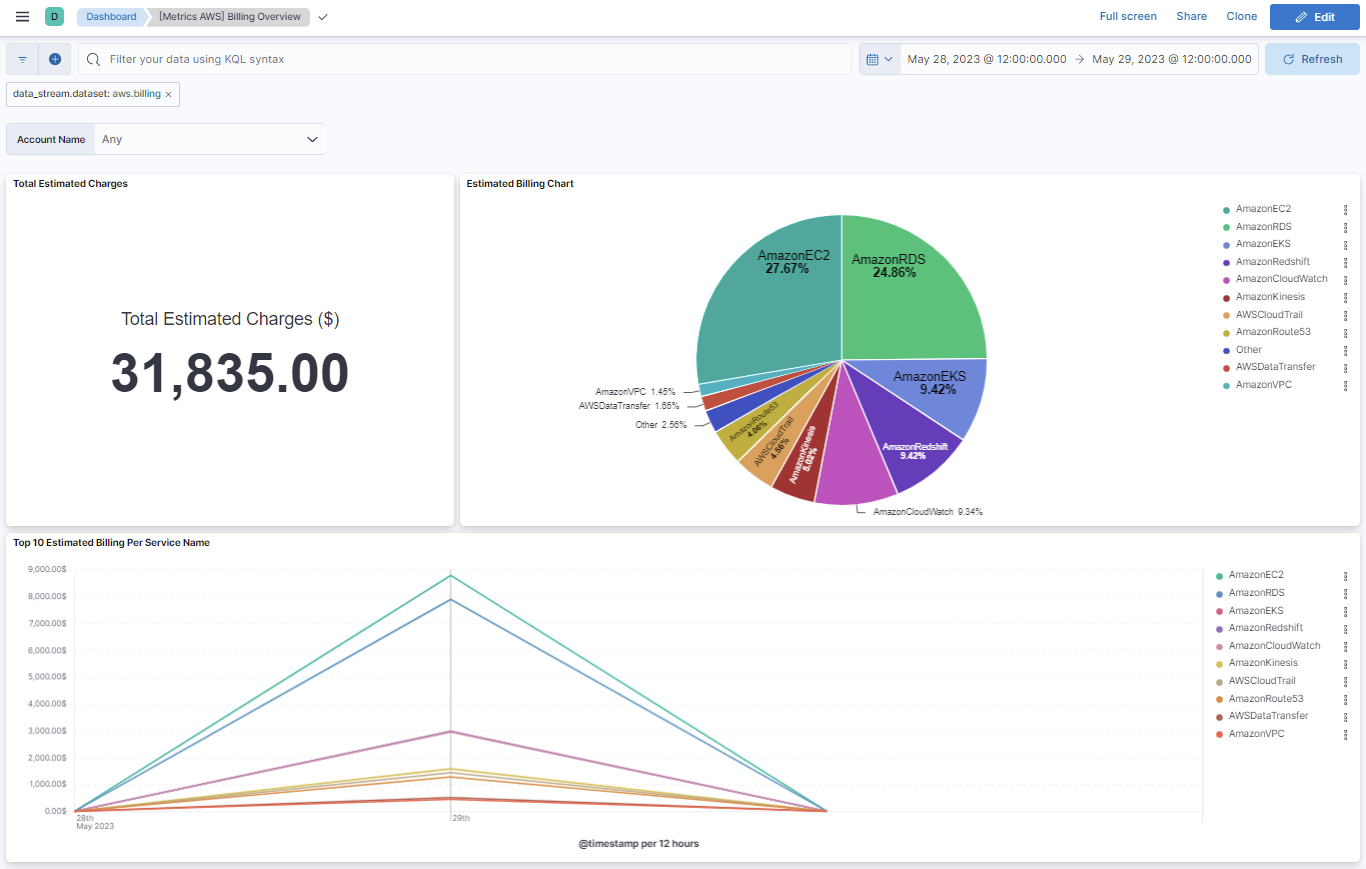 D
Dashboard
[Metrics AWS] Billing Overview
Full screen
Share
Clone
Edit
Filter your data using KQL syntax
May 28, 2023 @ 12:00:00.000 → May 29, 2023 @ 12:00:00.000
Refresh
data_stream.dataset: aws.billing ×
Account Name
Any
Total Estimated Charges
Total Estimated Charges ($)
31,835.00
Estimated Billing Chart
AmazonEC2
27.67%
AmazonRDS
24.86%
AmazonEKS
9.42%
AmazonRedshift
9.42%
AmazonCloudWatch 9.34%
AmazonKinesis
5.02%
AWSCloudTrail
4.56%
AmazonRoute53
4.06%
Other 2.56%
AWSDataTransfer 1.65%
AmazonVPC 1.45%
AmazonEC2
AmazonRDS
AmazonEKS
AmazonRedshift
AmazonCloudWatch
AmazonKinesis
AWSCloudTrail
AmazonRoute53
Other
AWSDataTransfer
AmazonVPC
Top 10 Estimated Billing Per Service Name
9,000.00$
8,000.00$
7,000.00$
6,000.00$
5,000.00$
4,000.00$
3,000.00$
2,000.00$
1,000.00$
0.00$
28th
May 2023
29th
@timestamp per 12 hours
AmazonEC2
AmazonRDS
AmazonEKS
AmazonRedshift
AmazonCloudWatch
AmazonKinesis
AWSCloudTrail
AmazonRoute53
AWSDataTransfer
AmazonVPC